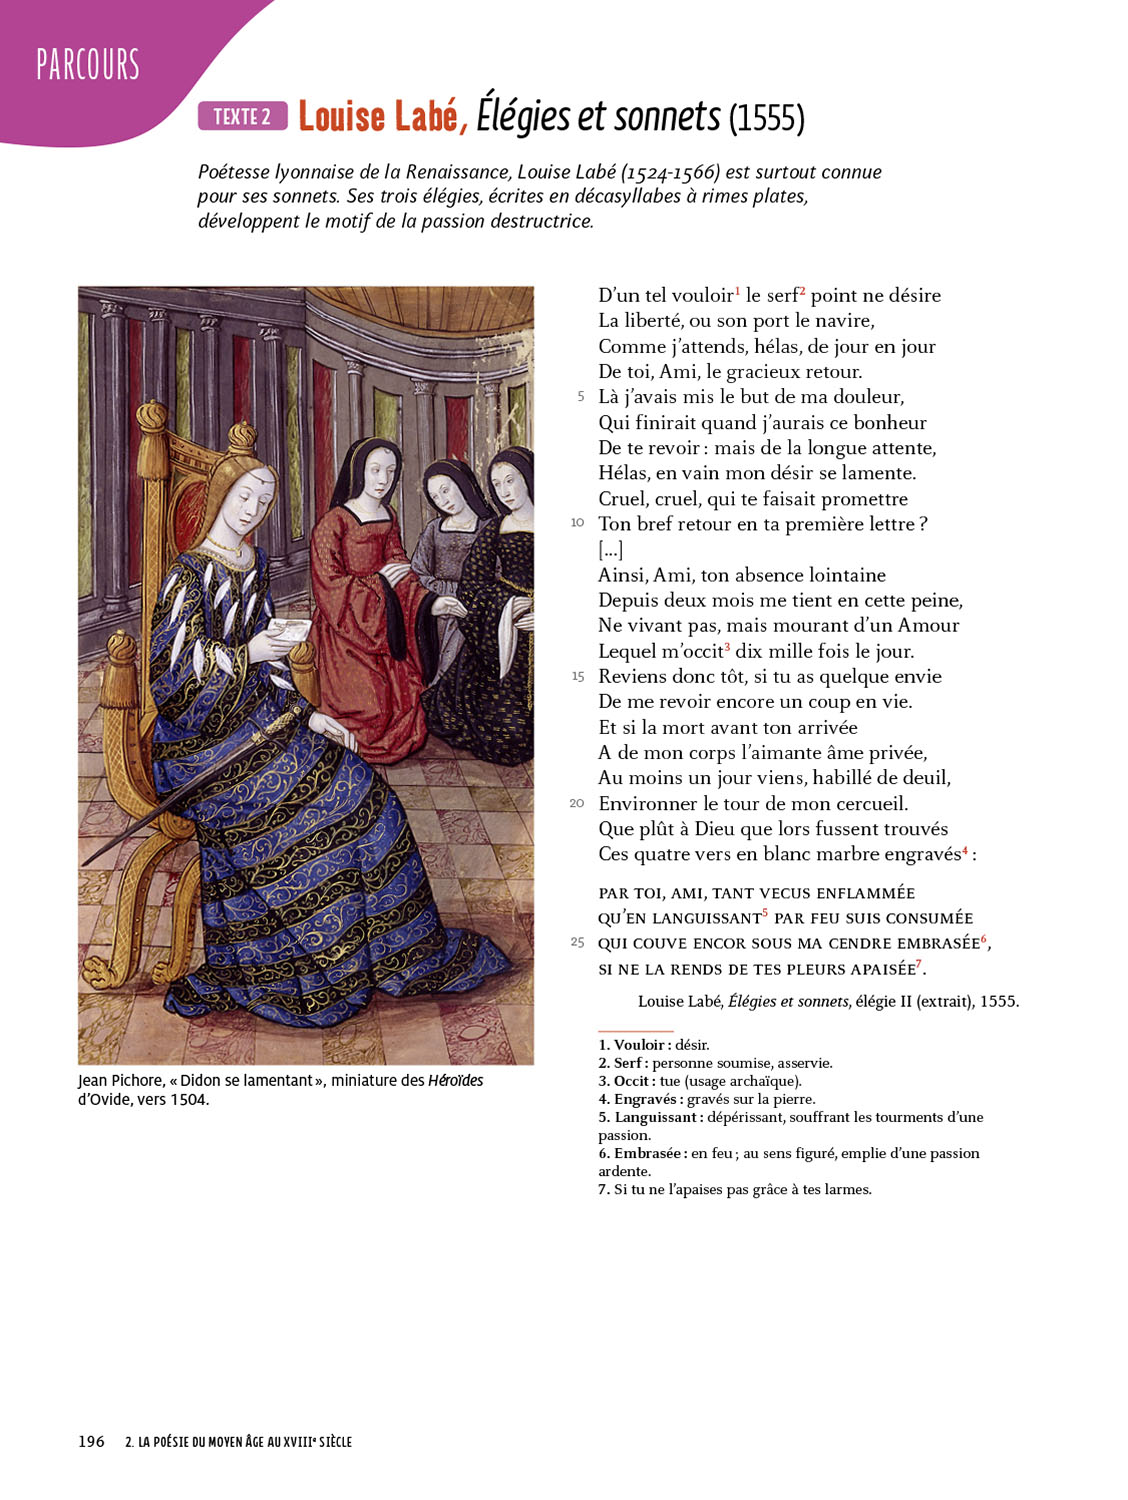 PARCOURS
TEXTE 2 Louise Labé, Élégies et sonnets (1555)
Poétesse lyonnaise de la Renaissance, Louise Labé (1524-1566) est surtout connue
pour ses sonnets. Ses trois élégies, écrites en décasyllabes à rimes plates,
développent le motif de la passion destructrice.
D’un tel vouloir1 le serf2 point ne désire
La liberté, ou son port le navire,
Comme j’attends, hélas, de jour en jour
De toi, Ami, le gracieux retour.
5 Là j’avais mis le but de ma douleur,
Qui finirait quand j’aurais ce bonheur
De te revoir : mais de la longue attente,
Hélas, en vain mon désir se lamente.
Cruel, cruel, qui te faisait promettre
10 Ton bref retour en ta première lettre ?
[...]
Ainsi, Ami, ton absence lointaine
Depuis deux mois me tient en cette peine,
Ne vivant pas, mais mourant d’un Amour
Lequel m’occit3 dix mille fois le jour.
15 Reviens donc tôt, si tu as quelque envie
De me revoir encore un coup en vie.
Et si la mort avant ton arrivée
A de mon corps l’aimante âme privée,
Au moins un jour viens, habillé de deuil,
20 Environner le tour de mon cercueil.
Que plût à Dieu que lors fussent trouvés
Ces quatre vers en blanc marbre engravés4 :
PAR TOI, AMI, TANT VECUS ENFLAMMÉE
QU’EN LANGUISSANT5 PAR FEU SUIS CONSUMÉE
25 QUI COUVE ENCOR SOUS MA CENDRE EMBRASÉE6,
SI NE LA RENDS DE TES PLEURS APAISÉE7.
Louise Labé, Élégies et sonnets, élégie II (extrait), 1555.
1. Vouloir : désir.
2. Serf : personne soumise, asservie.
3. Occit : tue (usage archaïque).
4. Engravés : gravés sur la pierre.
5. Languissant : dépérissant, souffrant les tourments d’une
passion.
6. Embrasée : en feu ; au sens figuré, emplie d’une passion
ardente.
7. Si tu ne l’apaises pas grâce à tes larmes.
Jean Pichore, « Didon se lamentant », miniature des Héroïdes
d’Ovide, vers 1504.
196 2. LA POÉSIE DU MOYEN ÂGE AU XVIIIe SIÈCLE